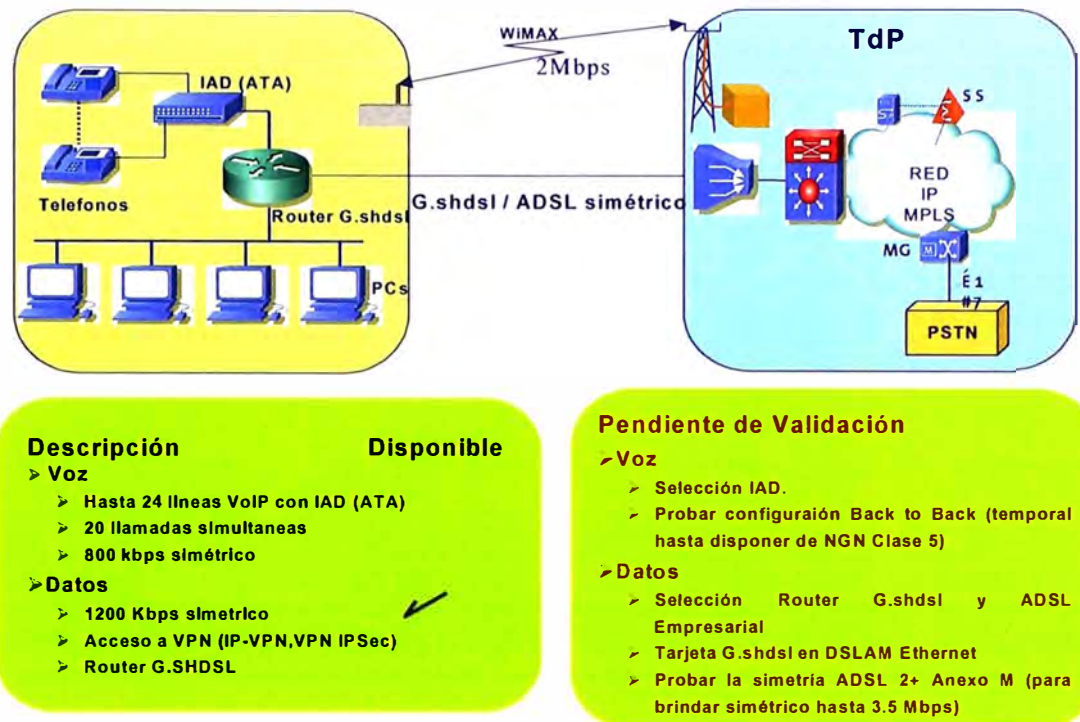 WiMAX
2Mbps
TdP
IAD (ATA)
S S
RED
IP
MPLS
Telefonos
Router G.shdsl
G.shdsl / ADSL simétrico
MG
M
PCs
É 1
#7
PSTN
Descripción Disponible
➢ Voz
➢ Hasta 24 líneas VoIP con IAD (ATA)
➢ 20 llamadas simultaneas
➢ 800 kbps simétrico
➢Datos
➢ 1200 Kbps simetrico
➢ Acceso a VPN (IP-VPN,VPN IPSec)
➢ Router G.SHDSL
Pendiente de Validación
➢Voz
➢ Selección IAD.
➢ Probar configuraión Back to Back (temporal
hasta disponer de NGN Clase 5)
➢Datos
➢ Selección Router G.shdsl y ADSL
Empresarial
➢ Tarjeta G.shdsl en DSLAM Ethernet
➢ Probar la simetría ADSL 2+ Anexo M (para
brindar simétrico hasta 3.5 Mbps)